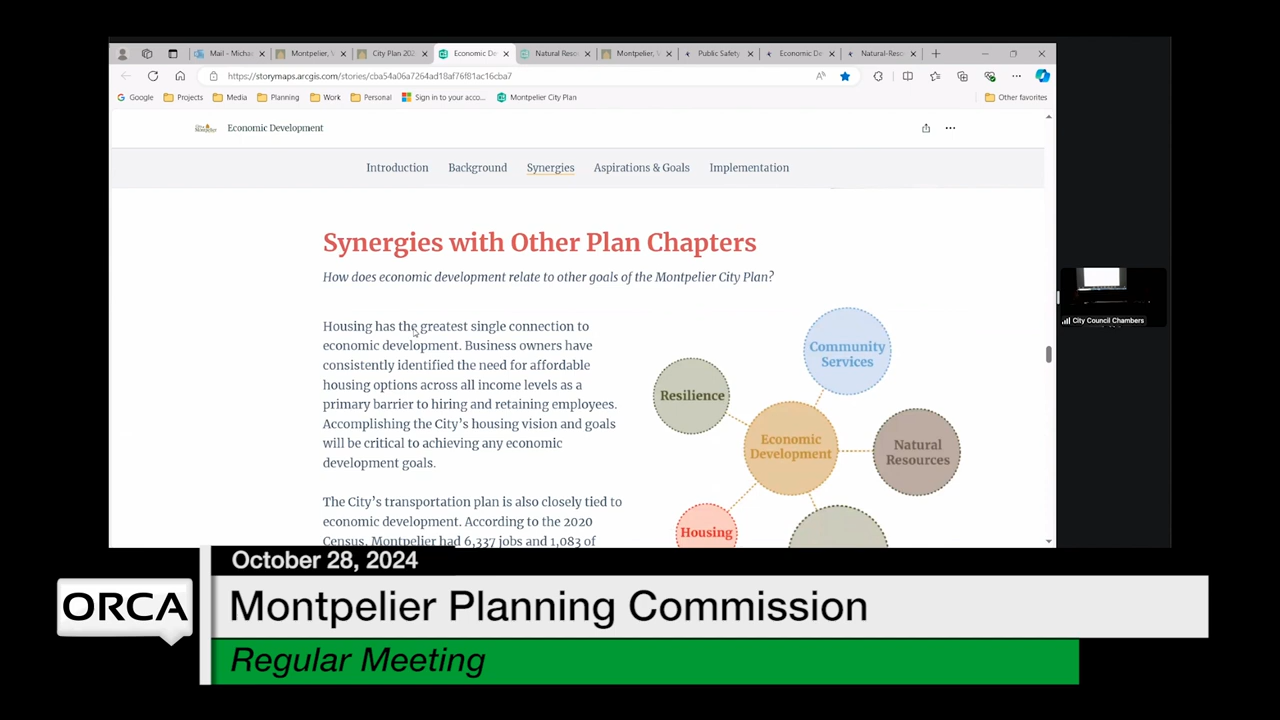 Mail - Micha
Montpelier, V
City Plan 202
Economic De
Natural Reso
Montpelier, V
Public Safety
Economic De
Natural-Reso
https://storymaps.arcgis.com/stories/cba54a06a7264ad18af76f81ac16cba7
Google
Projects
Media
Planning
Work
Personal
Sign in to your acco...
Montpelier City Plan
Other favorites
Montpelier
Economic Development
Introduction
Background
Synergies
Aspirations & Goals
Implementation
Synergies with Other Plan Chapters
How does economic development relate to other goals of the Montpelier City Plan?
Housing has the greatest single connection to
economic development. Business owners have
consistently identified the need for affordable
housing options across all income levels as a
primary barrier to hiring and retaining employees.
Accomplishing the City's housing vision and goals
will be critical to achieving any economic
development goals.
The City's transportation plan is also closely tied to
economic development. According to the 2020
Census, Montpelier had 6,337 jobs and 1,083 of
Community
Services
Resilience
Economic
Development
Natural
Resources
Housing
City Council Chambers
October 28, 2024
ORCA
Montpelier Planning Commission
Regular Meeting